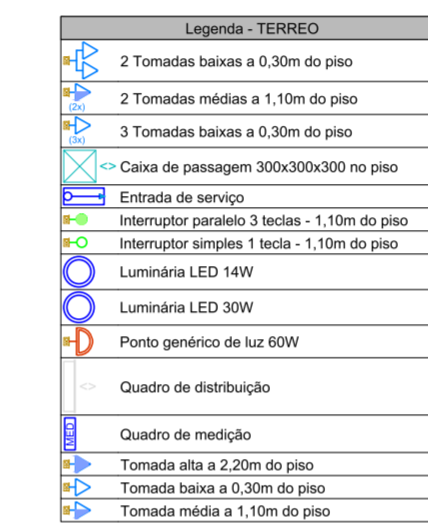 Legenda - TERREO
2 Tomadas baixas a 0,30m do piso
2 Tomadas médias a 1,10m do piso
(2x)
3 Tomadas baixas a 0,30m do piso
(3x)
<> Caixa de passagem 300x300x300 no piso
Entrada de serviço
Interruptor paralelo 3 teclas - 1,10m do piso
Interruptor simples 1 tecla - 1,10m do piso
Luminária LED 14W
Luminária LED 30W
Ponto genérico de luz 60W
<> Quadro de distribuição
MED Quadro de medição
Tomada alta a 2,20m do piso
Tomada baixa a 0,30m do piso
Tomada média a 1,10m do piso